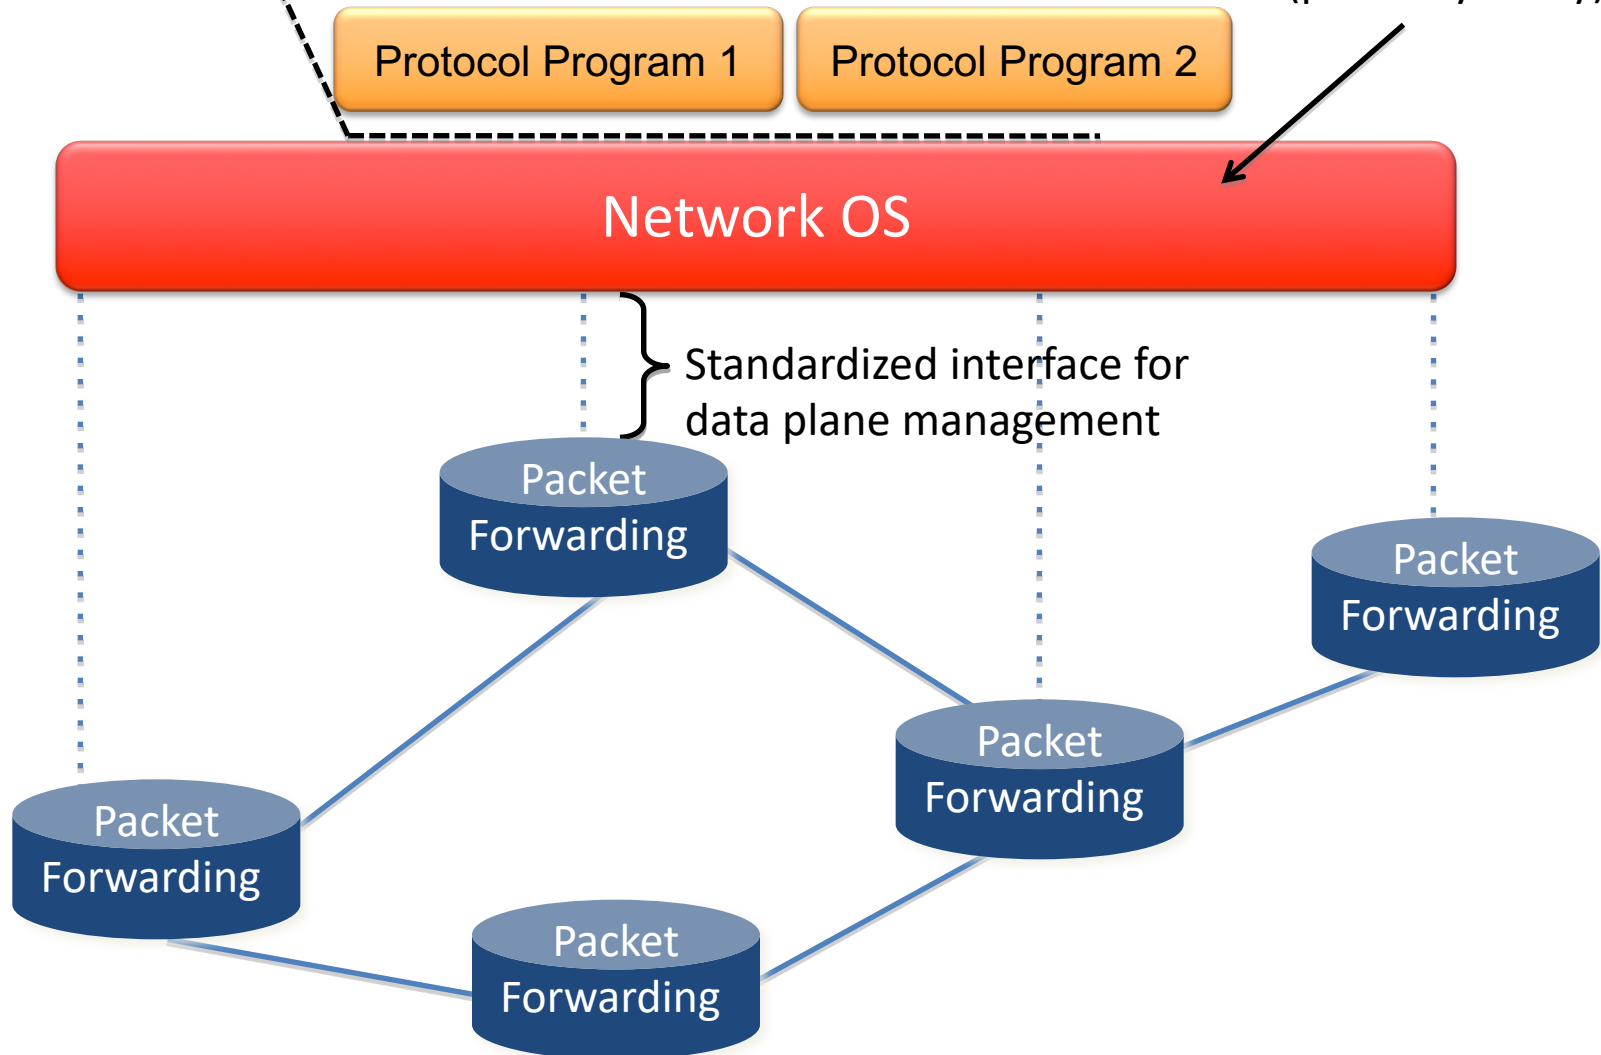 Protocol Program 1
Protocol Program 2
Network OS
Standardized interface for
data plane management
Packet
Forwarding
Packet
Forwarding
Packet
Forwarding
Packet
Forwarding
Packet
Forwarding